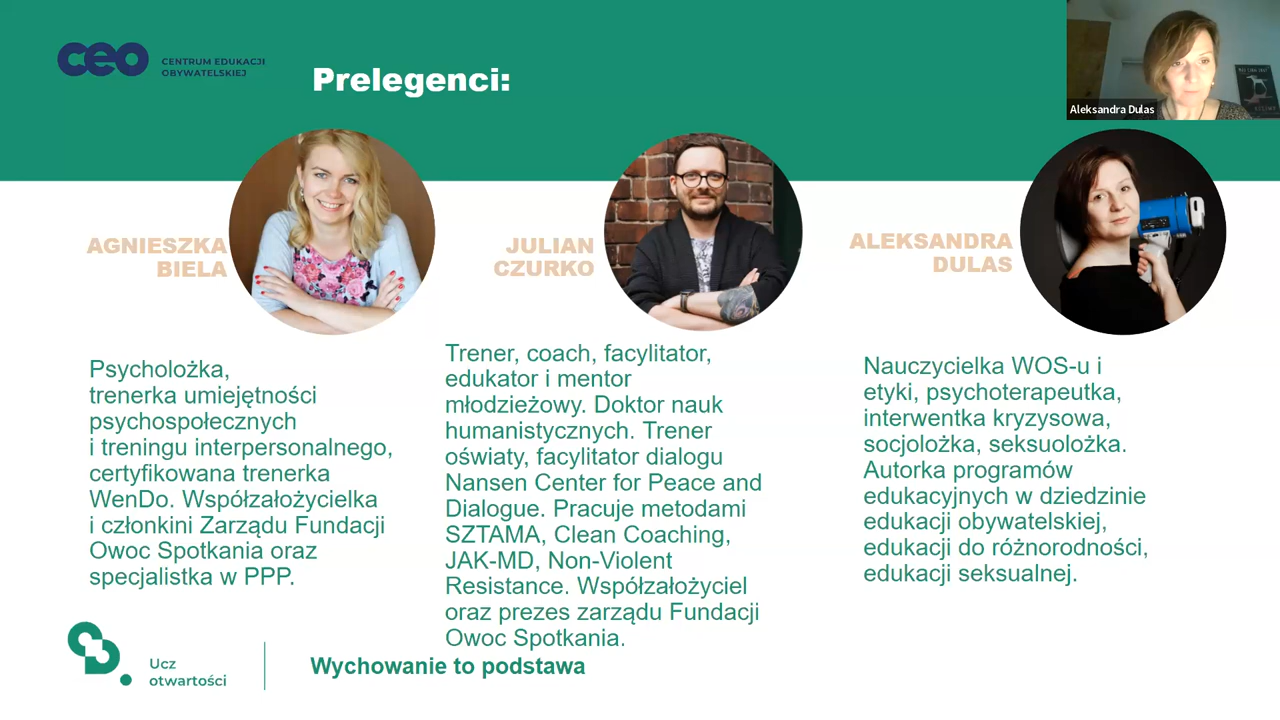 ceo
CENTRUM EDUKACJI
OBYWATELSKIEJ
Prelegenci:
Aleksandra Dulas
AGNIESZKA
BIELA
Psycholożka,
trenerka umiejętności
psychospołecznych
i treningu interpersonalnego,
certyfikowana trenerka
WenDo. Współzałożycielka
i członkini Zarządu Fundacji
Owoc Spotkania oraz
specjalistka w PPP.
JULIAN
CZURKO
Trener, coach, facylitator,
edukator i mentor
młodzieżowy. Doktor nauk
humanistycznych. Trener
oświaty, facylitator dialogu
Nansen Center for Peace and
Dialogue. Pracuje metodami
SZTAMA, Clean Coaching,
JAK-MD, Non-Violent
Resistance. Współzałożyciel
oraz prezes zarządu Fundacji
Owoc Spotkania.
ALEKSANDRA
DULAS
Nauczycielka WOS-u i
etyki, psychoterapeutka,
interwentka kryzysowa,
socjolożka, seksuolożka.
Autorka programów
edukacyjnych w dziedzinie
edukacji obywatelskiej,
edukacji do różnorodności,
edukacji seksualnej.
Ucz
otwartości
Wychowanie to podstawa